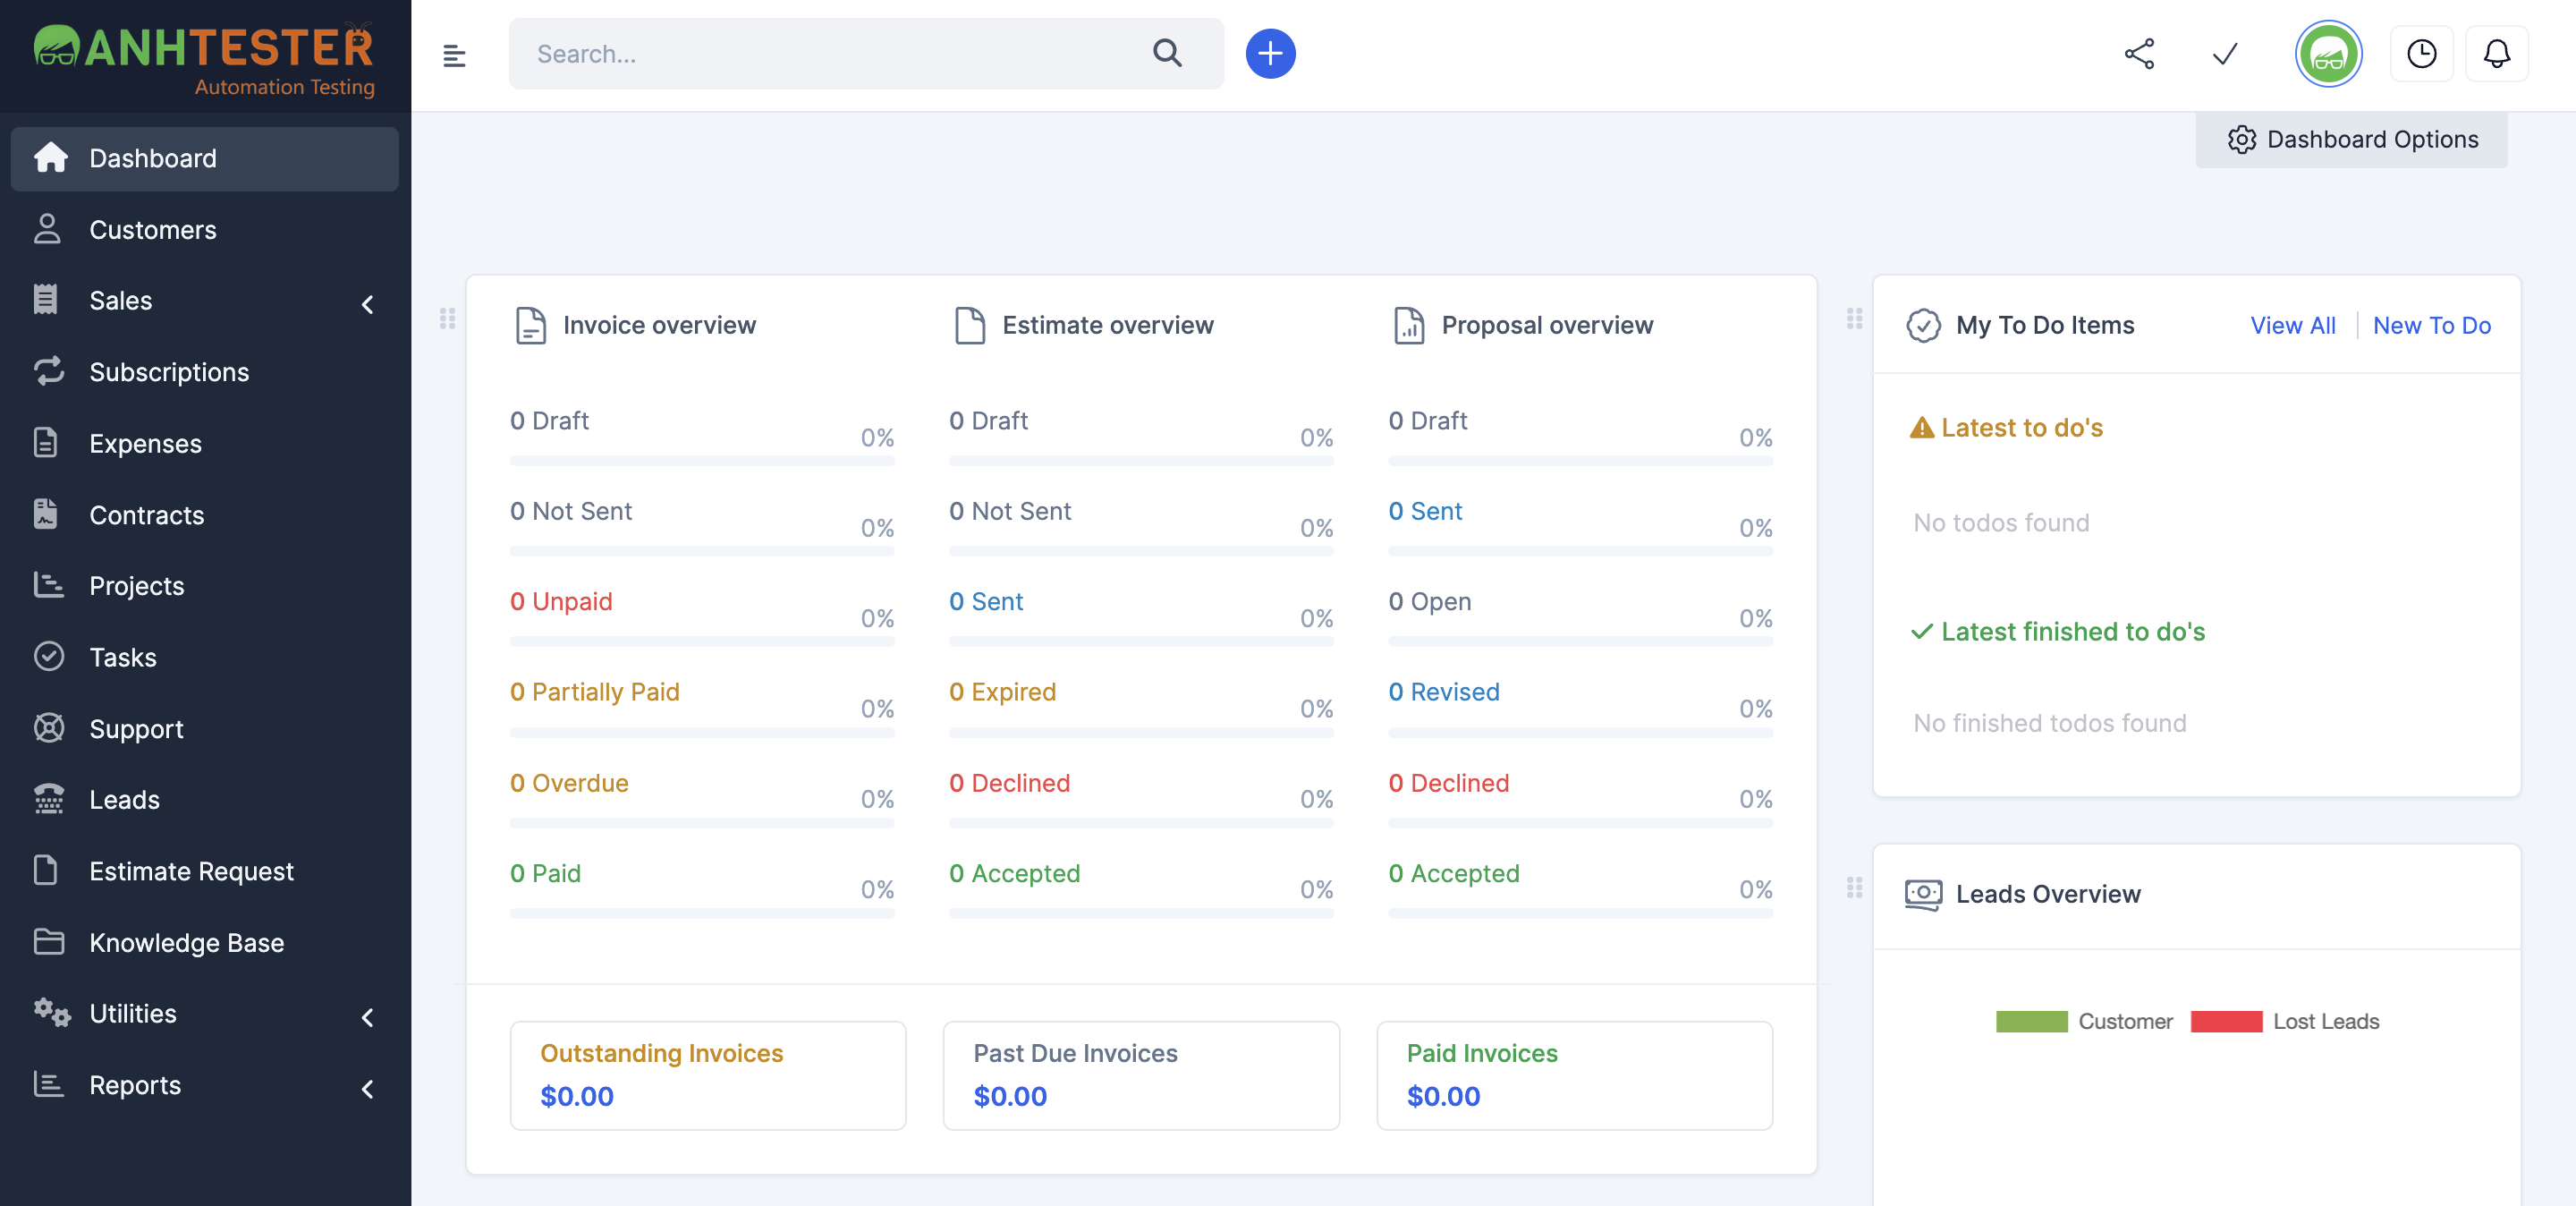 ANHTESTER
Automation Testing
Search...
Dashboard Options
Dashboard
Customers
Sales
Subscriptions
Expenses
Contracts
Projects
Tasks
Support
Leads
Estimate Request
Knowledge Base
Utilities
Reports
Invoice overview
0 Draft 0%
0 Not Sent 0%
0 Unpaid 0%
0 Partially Paid 0%
0 Overdue 0%
0 Paid 0%
Estimate overview
0 Draft 0%
0 Not Sent 0%
0 Sent 0%
0 Expired 0%
0 Declined 0%
0 Accepted 0%
Proposal overview
0 Draft 0%
0 Sent 0%
0 Open 0%
0 Revised 0%
0 Declined 0%
0 Accepted 0%
Outstanding Invoices
$0.00
Past Due Invoices
$0.00
Paid Invoices
$0.00
My To Do Items View All New To Do
Latest to do's
No todos found
Latest finished to do's
No finished todos found
Leads Overview
Customer Lost Leads